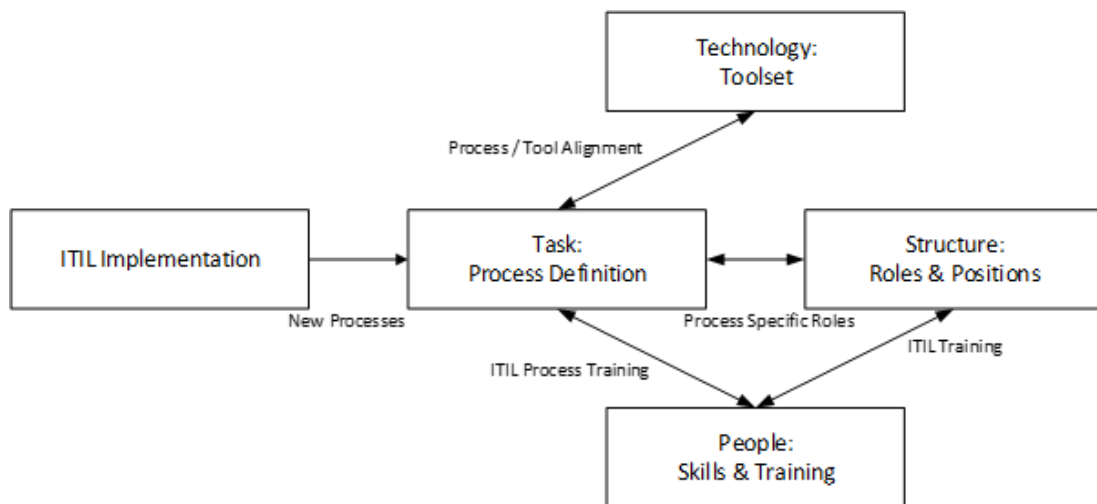 Technology:
Toolset
Process / Tool Alignment
ITIL Implementation
Task:
Process Definition
Structure:
Roles & Positions
New Processes
Process Specific Roles
ITIL Process Training
ITIL Training
People:
Skills & Training